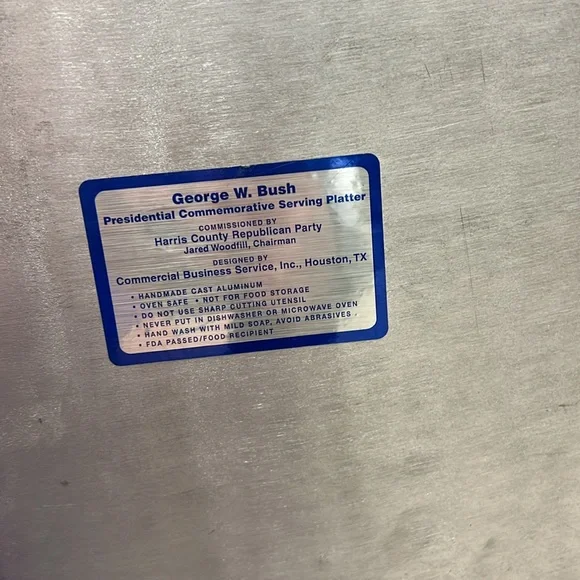 George W. Bush
Presidential Commemorative Serving Platter
COMMISSIONED BY
Harris County Republican Party
Jared Woodfill, Chairman
DESIGNED BY
Commercial Business Service, Inc., Houston, TX
• HANDMADE CAST ALUMINUM
• OVEN SAFE • NOT FOR FOOD STORAGE
• DO NOT USE SHARP CUTTING UTENSIL
• NEVER PUT IN DISHWASHER OR MICROWAVE OVEN
• HAND WASH WITH MILD SOAP, AVOID ABRASIVES
• FDA PASSED/FOOD RECIPIENT